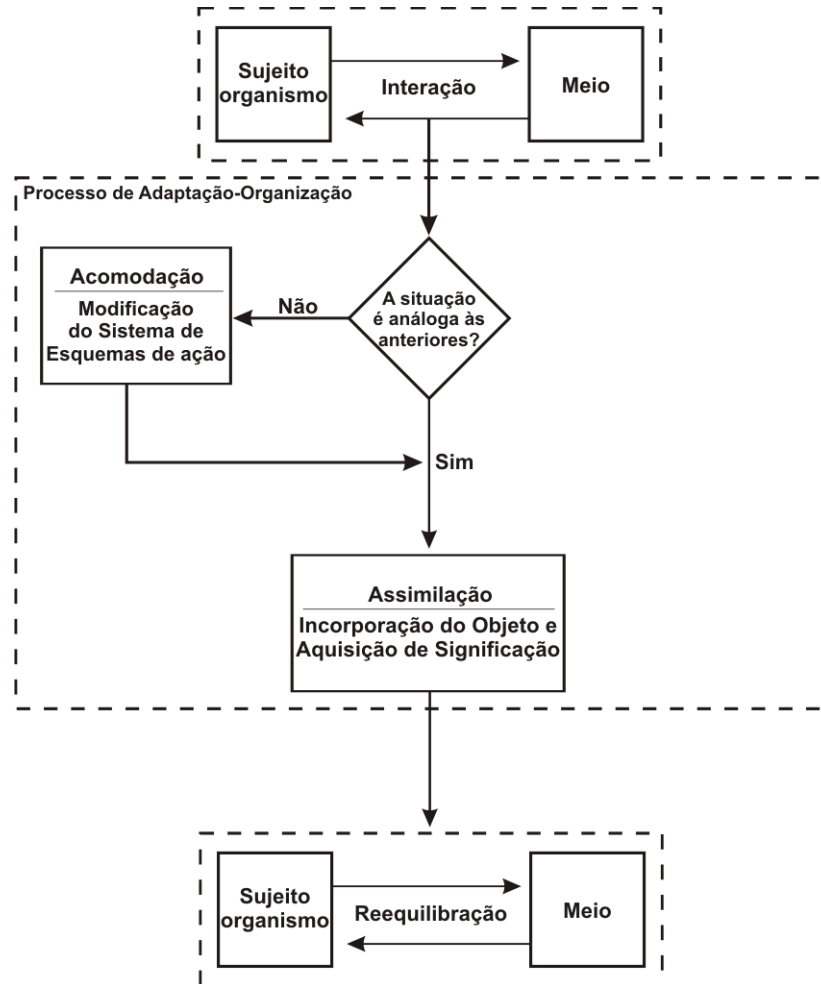 Sujeito
organismo
Interação
Meio
Processo de Adaptação-Organização
Acomodação
Modificação
do Sistema de
Esquemas de ação
Não
A situação
é análoga às
anteriores?
Sim
Assimilação
Incorporação do Objeto e
Aquisição de Significação
Sujeito
organismo
Reequilibração
Meio